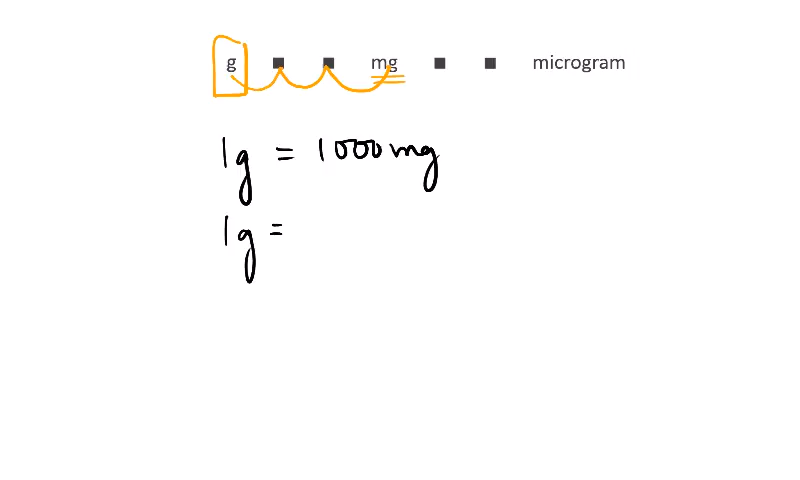 g ■ ■ mg ■ ■ microgram
1g = 1000mg
1g =